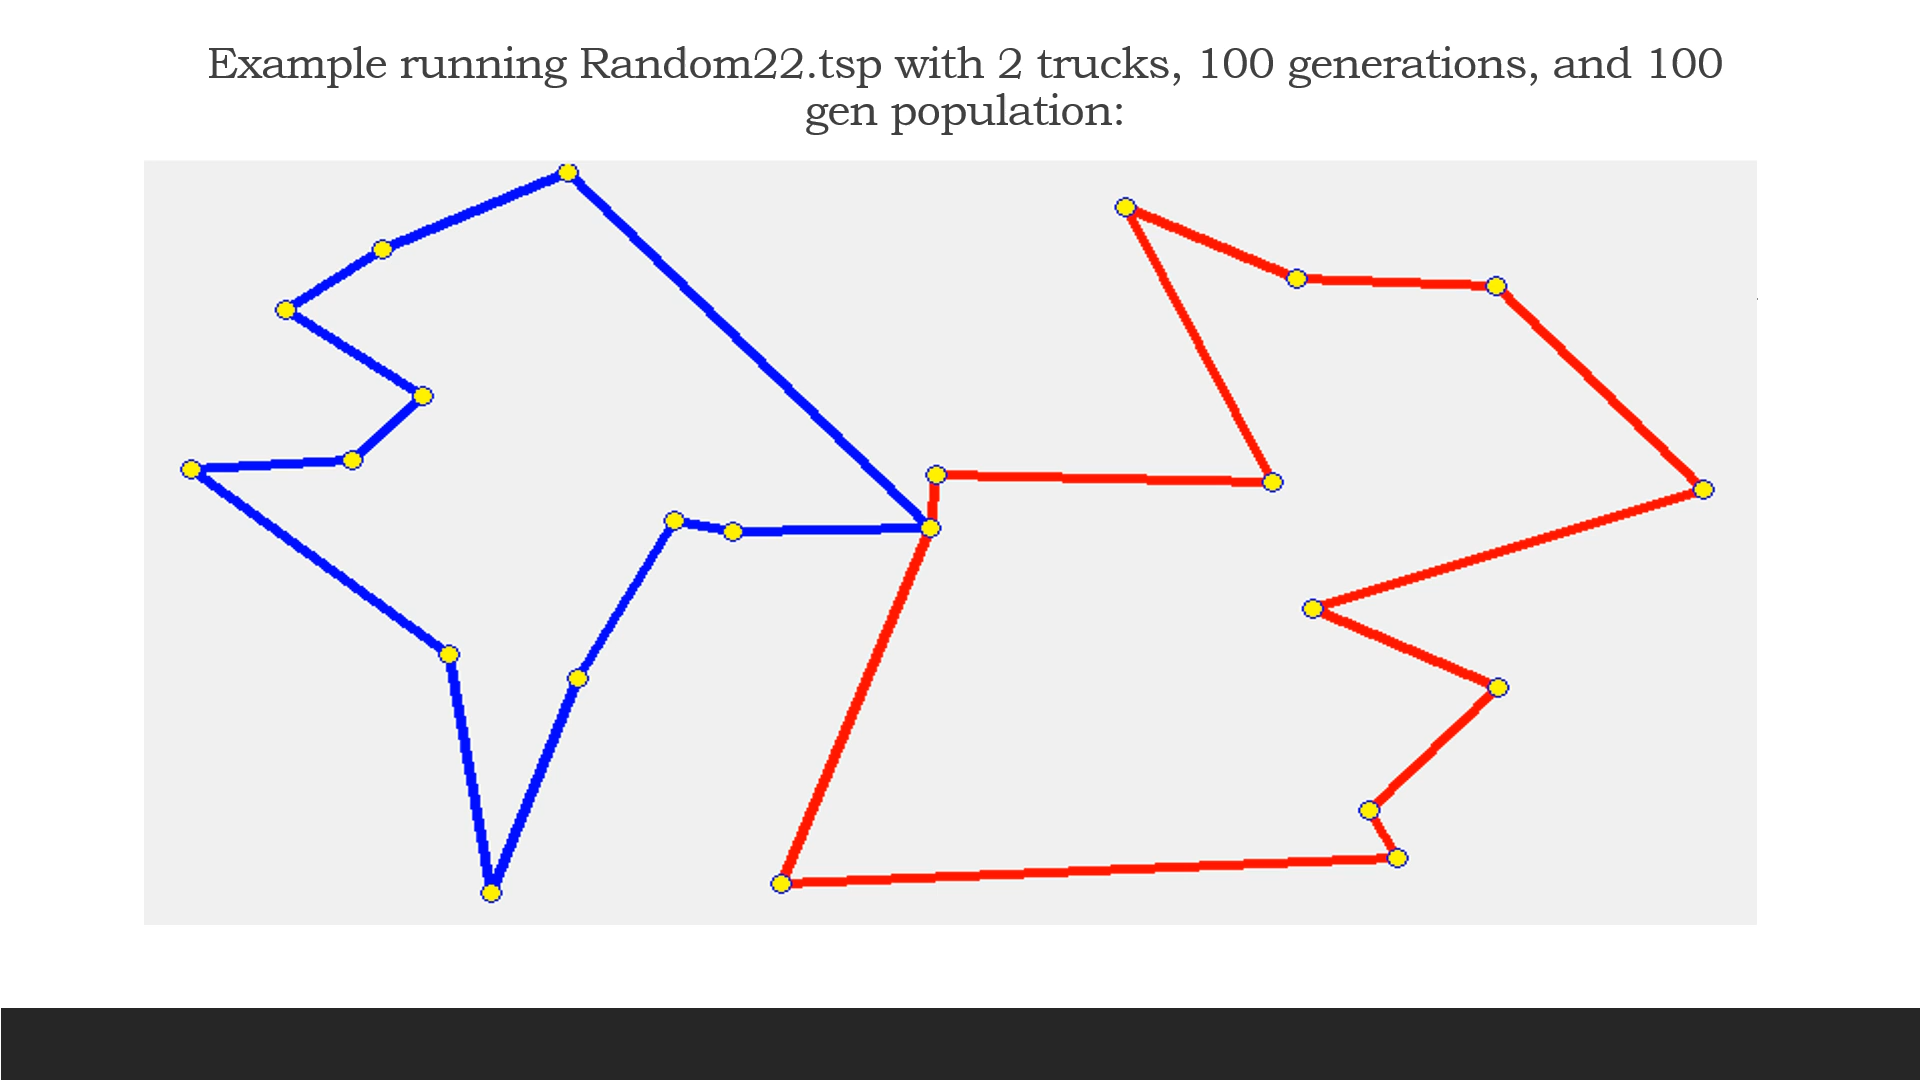 Example running Random22.tsp with 2 trucks, 100 generations, and 100
gen population: